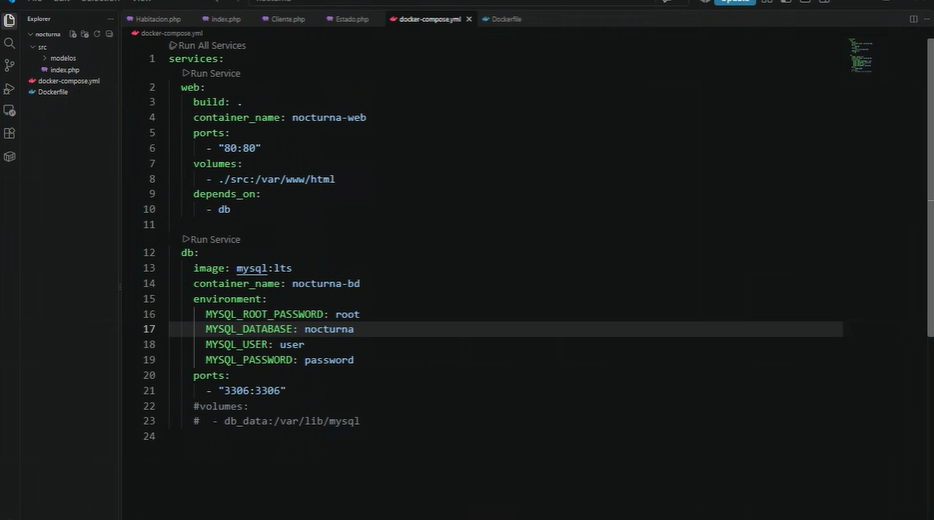 Habitacion.php
index.php
Cliente.php
Estado.php
docker-compose.yml
Dockerfile
Explorer
nocturna
src
modelos
index.php
docker-compose.yml
Dockerfile
docker-compose.yml
Run All Services
1 services:
Run Service
2 web:
3 build: .
4 container_name: nocturna-web
5 ports:
6 - "80:80"
7 volumes:
8 - ./src:/var/www/html
9 depends_on:
10 - db
11
Run Service
12 db:
13 image: mysql:lts
14 container_name: nocturna-bd
15 environment:
16 MYSQL_ROOT_PASSWORD: root
17 MYSQL_DATABASE: nocturna
18 MYSQL_USER: user
19 MYSQL_PASSWORD: password
20 ports:
21 - "3306:3306"
22 #volumes:
23 # - db_data:/var/lib/mysql
24